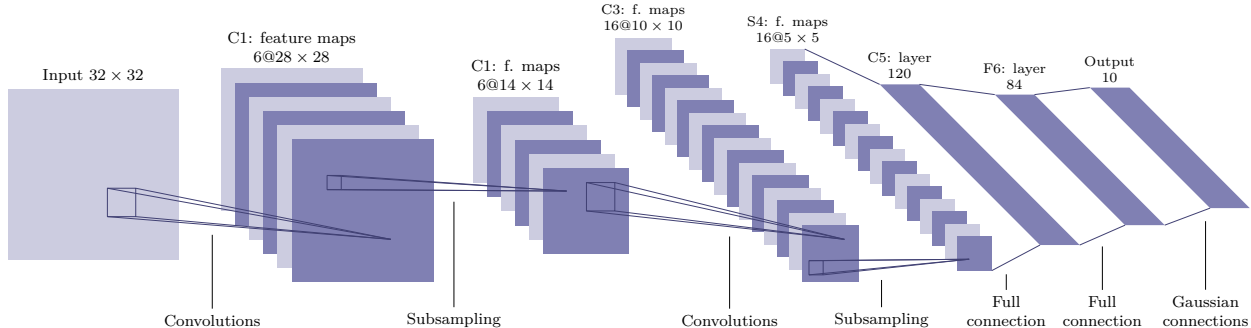 Input 32 × 32
C1: feature maps
6@28 × 28
C1: f. maps
6@14 × 14
C3: f. maps
16@10 × 10
S4: f. maps
16@5 × 5
C5: layer
120
F6: layer
84
Output
10
Convolutions
Subsampling
Convolutions
Subsampling
Full
connection
Full
connection
Gaussian
connections